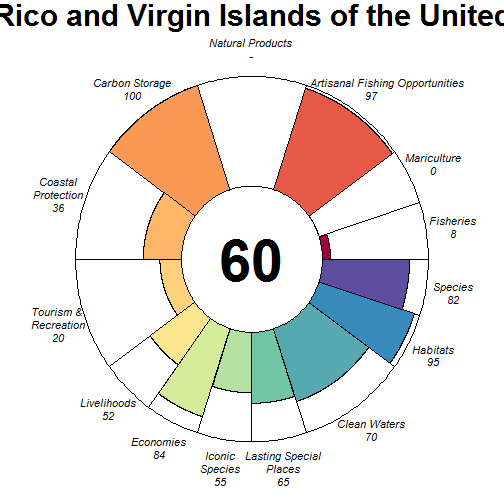 Rico and Virgin Islands of the United
Natural Products
-
Carbon Storage
100
Artisanal Fishing Opportunities
97
Mariculture
0
Coastal
Protection
36
Fisheries
8
60
Species
82
Tourism &
Recreation
20
Habitats
95
Livelihoods
52
Clean Waters
70
Economies
84
Iconic
Species
55
Lasting Special
Places
65